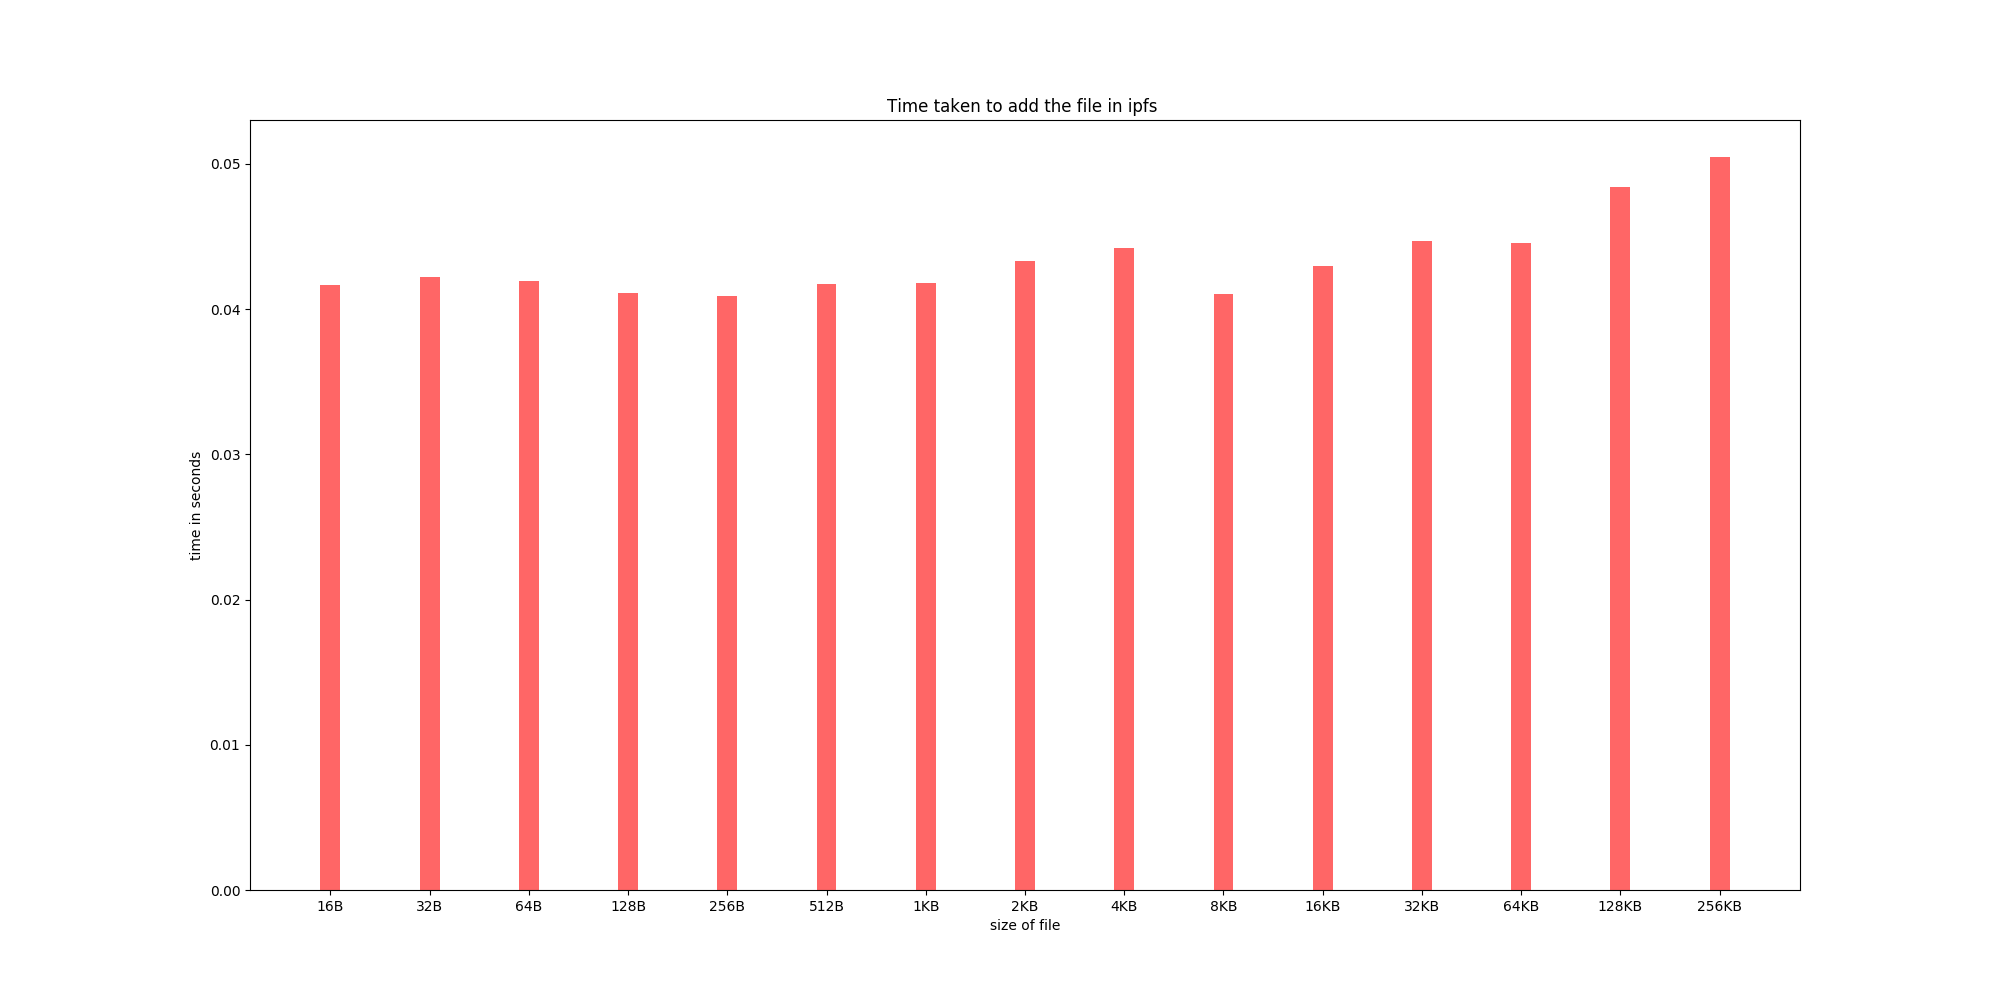 Time taken to add the file in ipfs
0.05
0.04
0.03
0.02
0.01
0.00
time in seconds
16B 32B 64B 128B 256B 512B 1KB 2KB 4KB 8KB 16KB 32KB 64KB 128KB 256KB
size of file